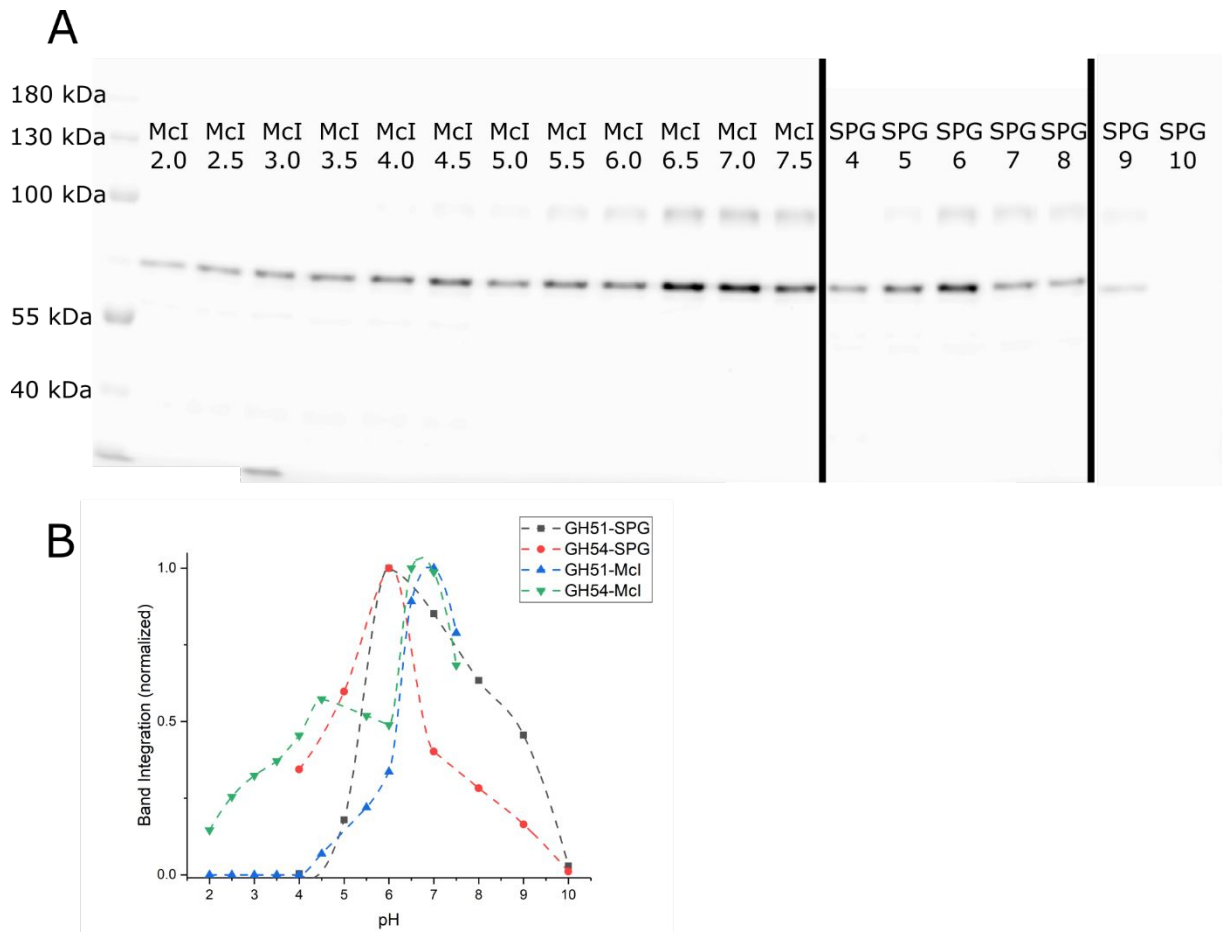 A
180 kDa
130 kDa
100 kDa
55 kDa
40 kDa
McI McI McI McI McI McI McI McI McI McI McI McI SPG SPG SPG SPG SPG SPG SPG
2.0 2.5 3.0 3.5 4.0 4.5 5.0 5.5 6.0 6.5 7.0 7.5 4 5 6 7 8 9 10
B
GH51-SPG
GH54-SPG
GH51-McI
GH54-McI
Band Integration (normalized)
1.0
0.5
0.0
2 3 4 5 6 7 8 9 10
pH